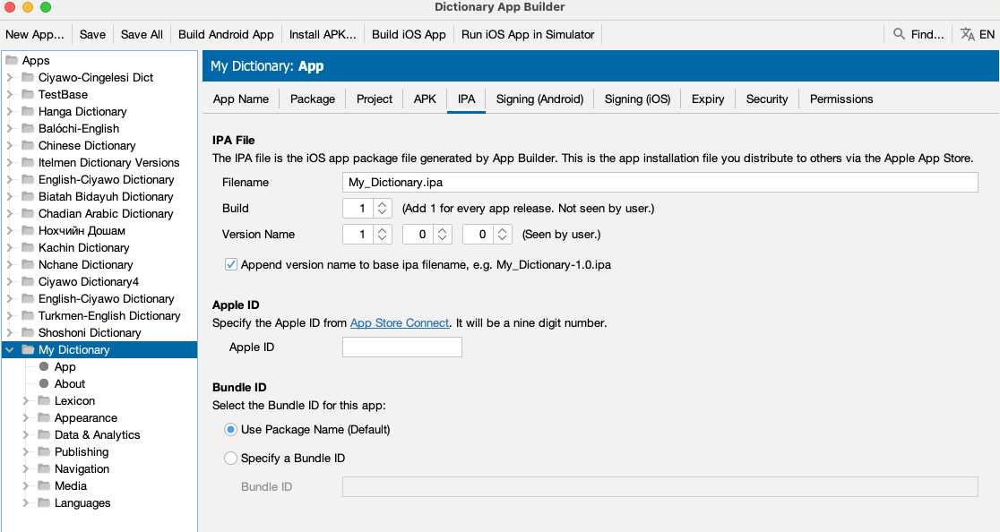 Dictionary App Builder
New App... Save Save All Build Android App Install APK... Build iOS App Run iOS App in Simulator Find... EN
Apps
Ciyawo-Cingelesi Dict
TestBase
Hanga Dictionary
Balóchi-English
Chinese Dictionary
Itelmen Dictionary Versions
English-Ciyawo Dictionary
Biatah Bidayuh Dictionary
Chadian Arabic Dictionary
Нохчийн Дошам
Kachin Dictionary
Nchane Dictionary
Ciyawo Dictionary4
English-Ciyawo Dictionary
Turkmen-English Dictionary
Shoshoni Dictionary
My Dictionary
App
About
Lexicon
Appearance
Data & Analytics
Publishing
Navigation
Media
Languages
My Dictionary: App
App Name Package Project APK IPA Signing (Android) Signing (iOS) Expiry Security Permissions
IPA File
The IPA file is the iOS app package file generated by App Builder. This is the app installation file you distribute to others via the Apple App Store.
Filename My_Dictionary.ipa
Build 1 (Add 1 for every app release. Not seen by user.)
Version Name 1 0 0 (Seen by user.)
Append version name to base ipa filename, e.g. My_Dictionary-1.0.ipa
Apple ID
Specify the Apple ID from App Store Connect. It will be a nine digit number.
Apple ID
Bundle ID
Select the Bundle ID for this app:
Use Package Name (Default)
Specify a Bundle ID
Bundle ID